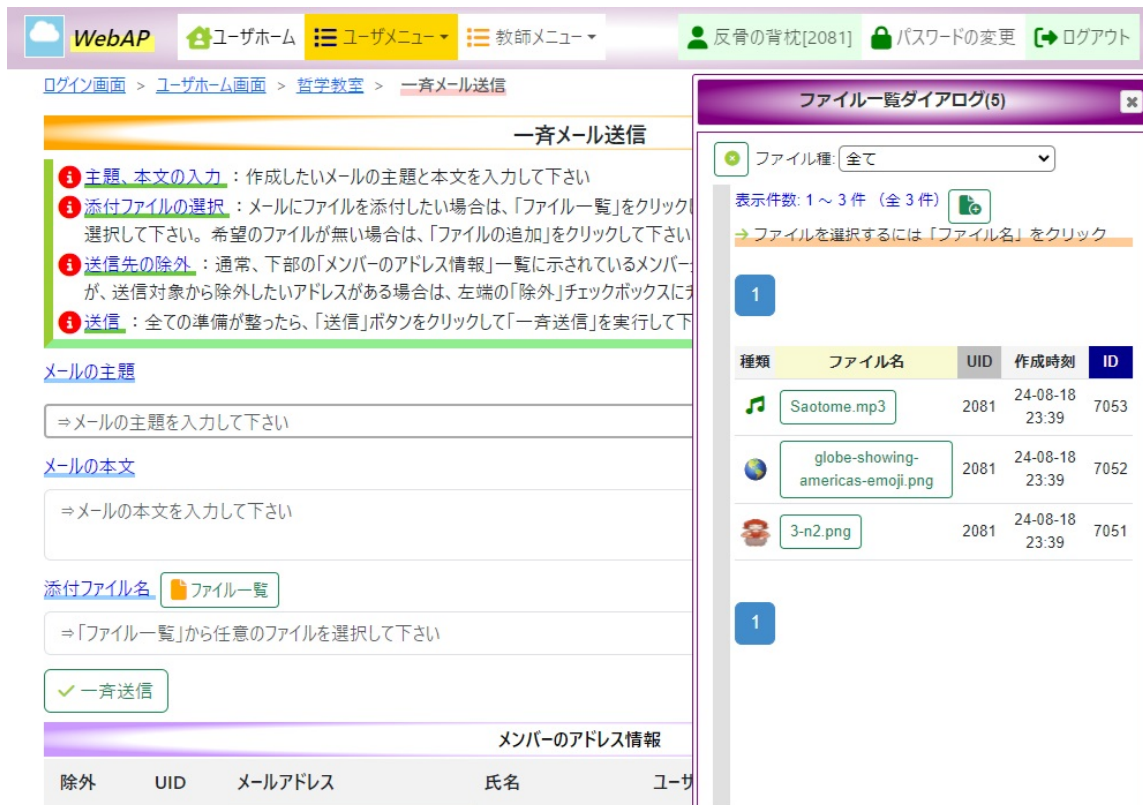 WebAP ユーザホーム ユーザメニュー 教師メニュー 反骨の背枕[2081] パスワードの変更 ログアウト
ログイン画面 > ユーザホーム画面 > 哲学教室 > 一斉メール送信
一斉メール送信
主題、本文の入力 ：作成したいメールの主題と本文を入力して下さい
添付ファイルの選択 ：メールにファイルを添付したい場合は、「ファイル一覧」をクリックし
選択して下さい。希望のファイルが無い場合は、「ファイルの追加」をクリックして下さい
送信先の除外 ：通常、下部の「メンバーのアドレス情報」一覧に示されているメンバー
が、送信対象から除外したいアドレスがある場合は、左端の「除外」チェックボックスにチ
送信 ：全ての準備が整ったら、「送信」ボタンをクリックして「一斉送信」を実行して下
メールの主題
⇒メールの主題を入力して下さい
メールの本文
⇒メールの本文を入力して下さい
添付ファイル名 ファイル一覧
⇒「ファイル一覧」から任意のファイルを選択して下さい
一斉送信
メンバーのアドレス情報
除外 UID メールアドレス 氏名 ユーザ
ファイル一覧ダイアログ(5)
ファイル種: 全て
表示件数: 1 ～ 3 件 （全 3 件）
→ ファイルを選択するには「ファイル名」をクリック
1
種類 ファイル名 UID 作成時刻 ID
Saotome.mp3 2081 24-08-18 23:39 7053
globe-showing-americas-emoji.png 2081 24-08-18 23:39 7052
3-n2.png 2081 24-08-18 23:39 7051
1